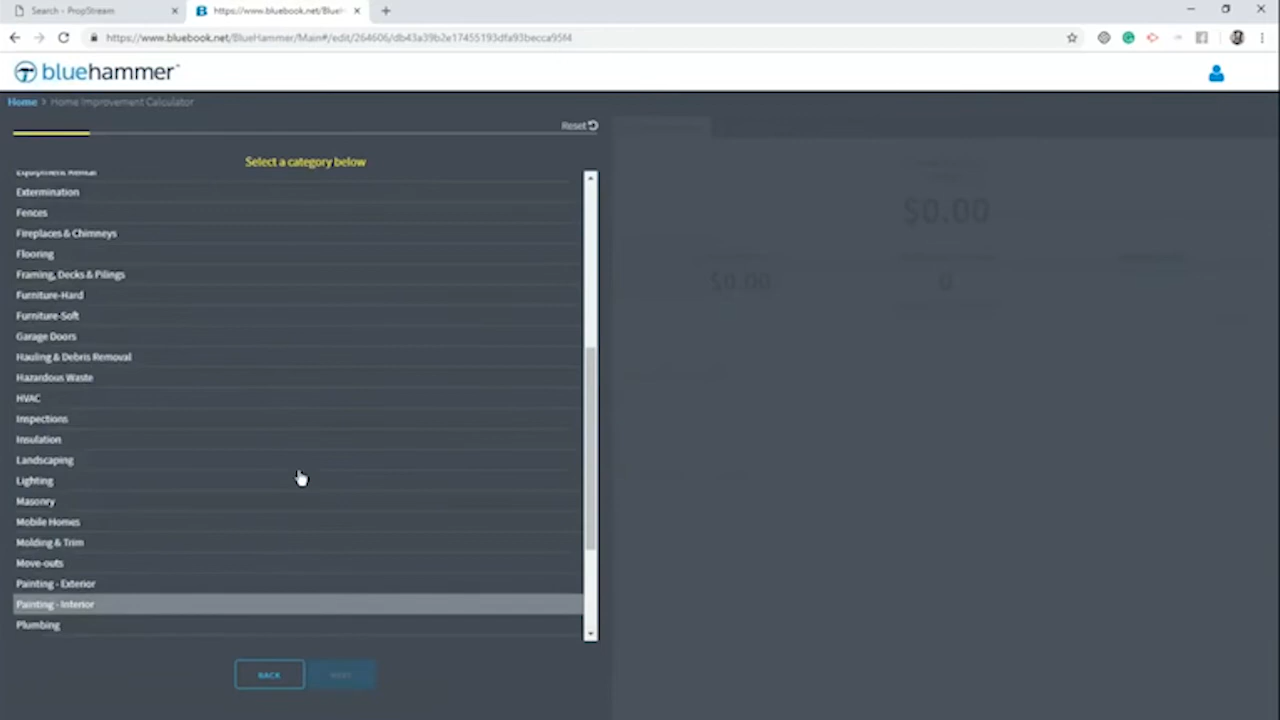 Search - PropStream
https://www.bluebook.net/BlueH
https://www.bluebook.net/BlueHammer/Main#/edit/264606/db43a39b2e17455193dfa93becca95f4
bluehammer
Home > Home Improvement Calculator
Reset
Select a category below
Equipment Rental
Extermination
Fences
Fireplaces & Chimneys
Flooring
Framing, Decks & Pilings
Furniture-Hard
Furniture-Soft
Garage Doors
Hauling & Debris Removal
Hazardous Waste
HVAC
Inspections
Insulation
Landscaping
Lighting
Masonry
Mobile Homes
Molding & Trim
Move-outs
Painting - Exterior
Painting - Interior
Plumbing
BACK
NEXT
$0.00
$0.00
0